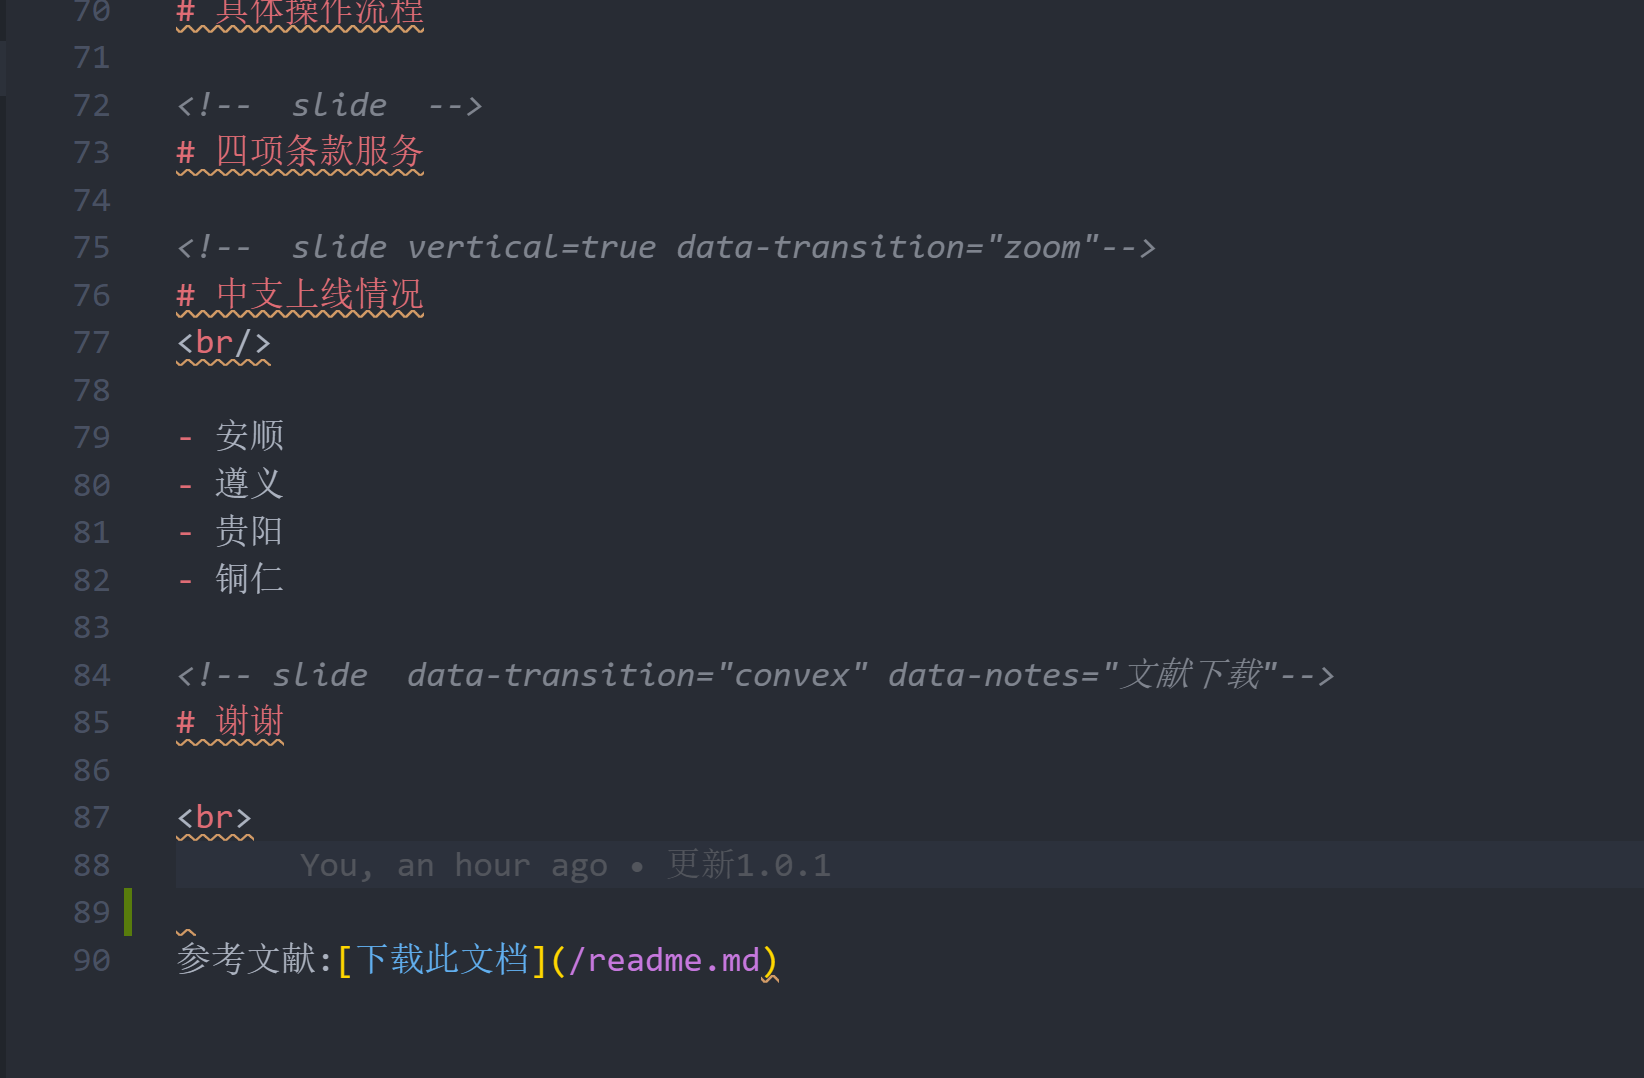 70 # 具体操作流程
71
72 <!--  slide  -->
73 # 四项条款服务
74
75 <!--  slide vertical=true data-transition="zoom"-->
76 # 中支上线情况
77 <br/>
78
79 - 安顺
80 - 遵义
81 - 贵阳
82 - 铜仁
83
84 <!-- slide  data-transition="convex" data-notes="文献下载"-->
85 # 谢谢
86
87 <br>
88 You, an hour ago • 更新1.0.1
89
90 参考文献:[下载此文档](/readme.md)